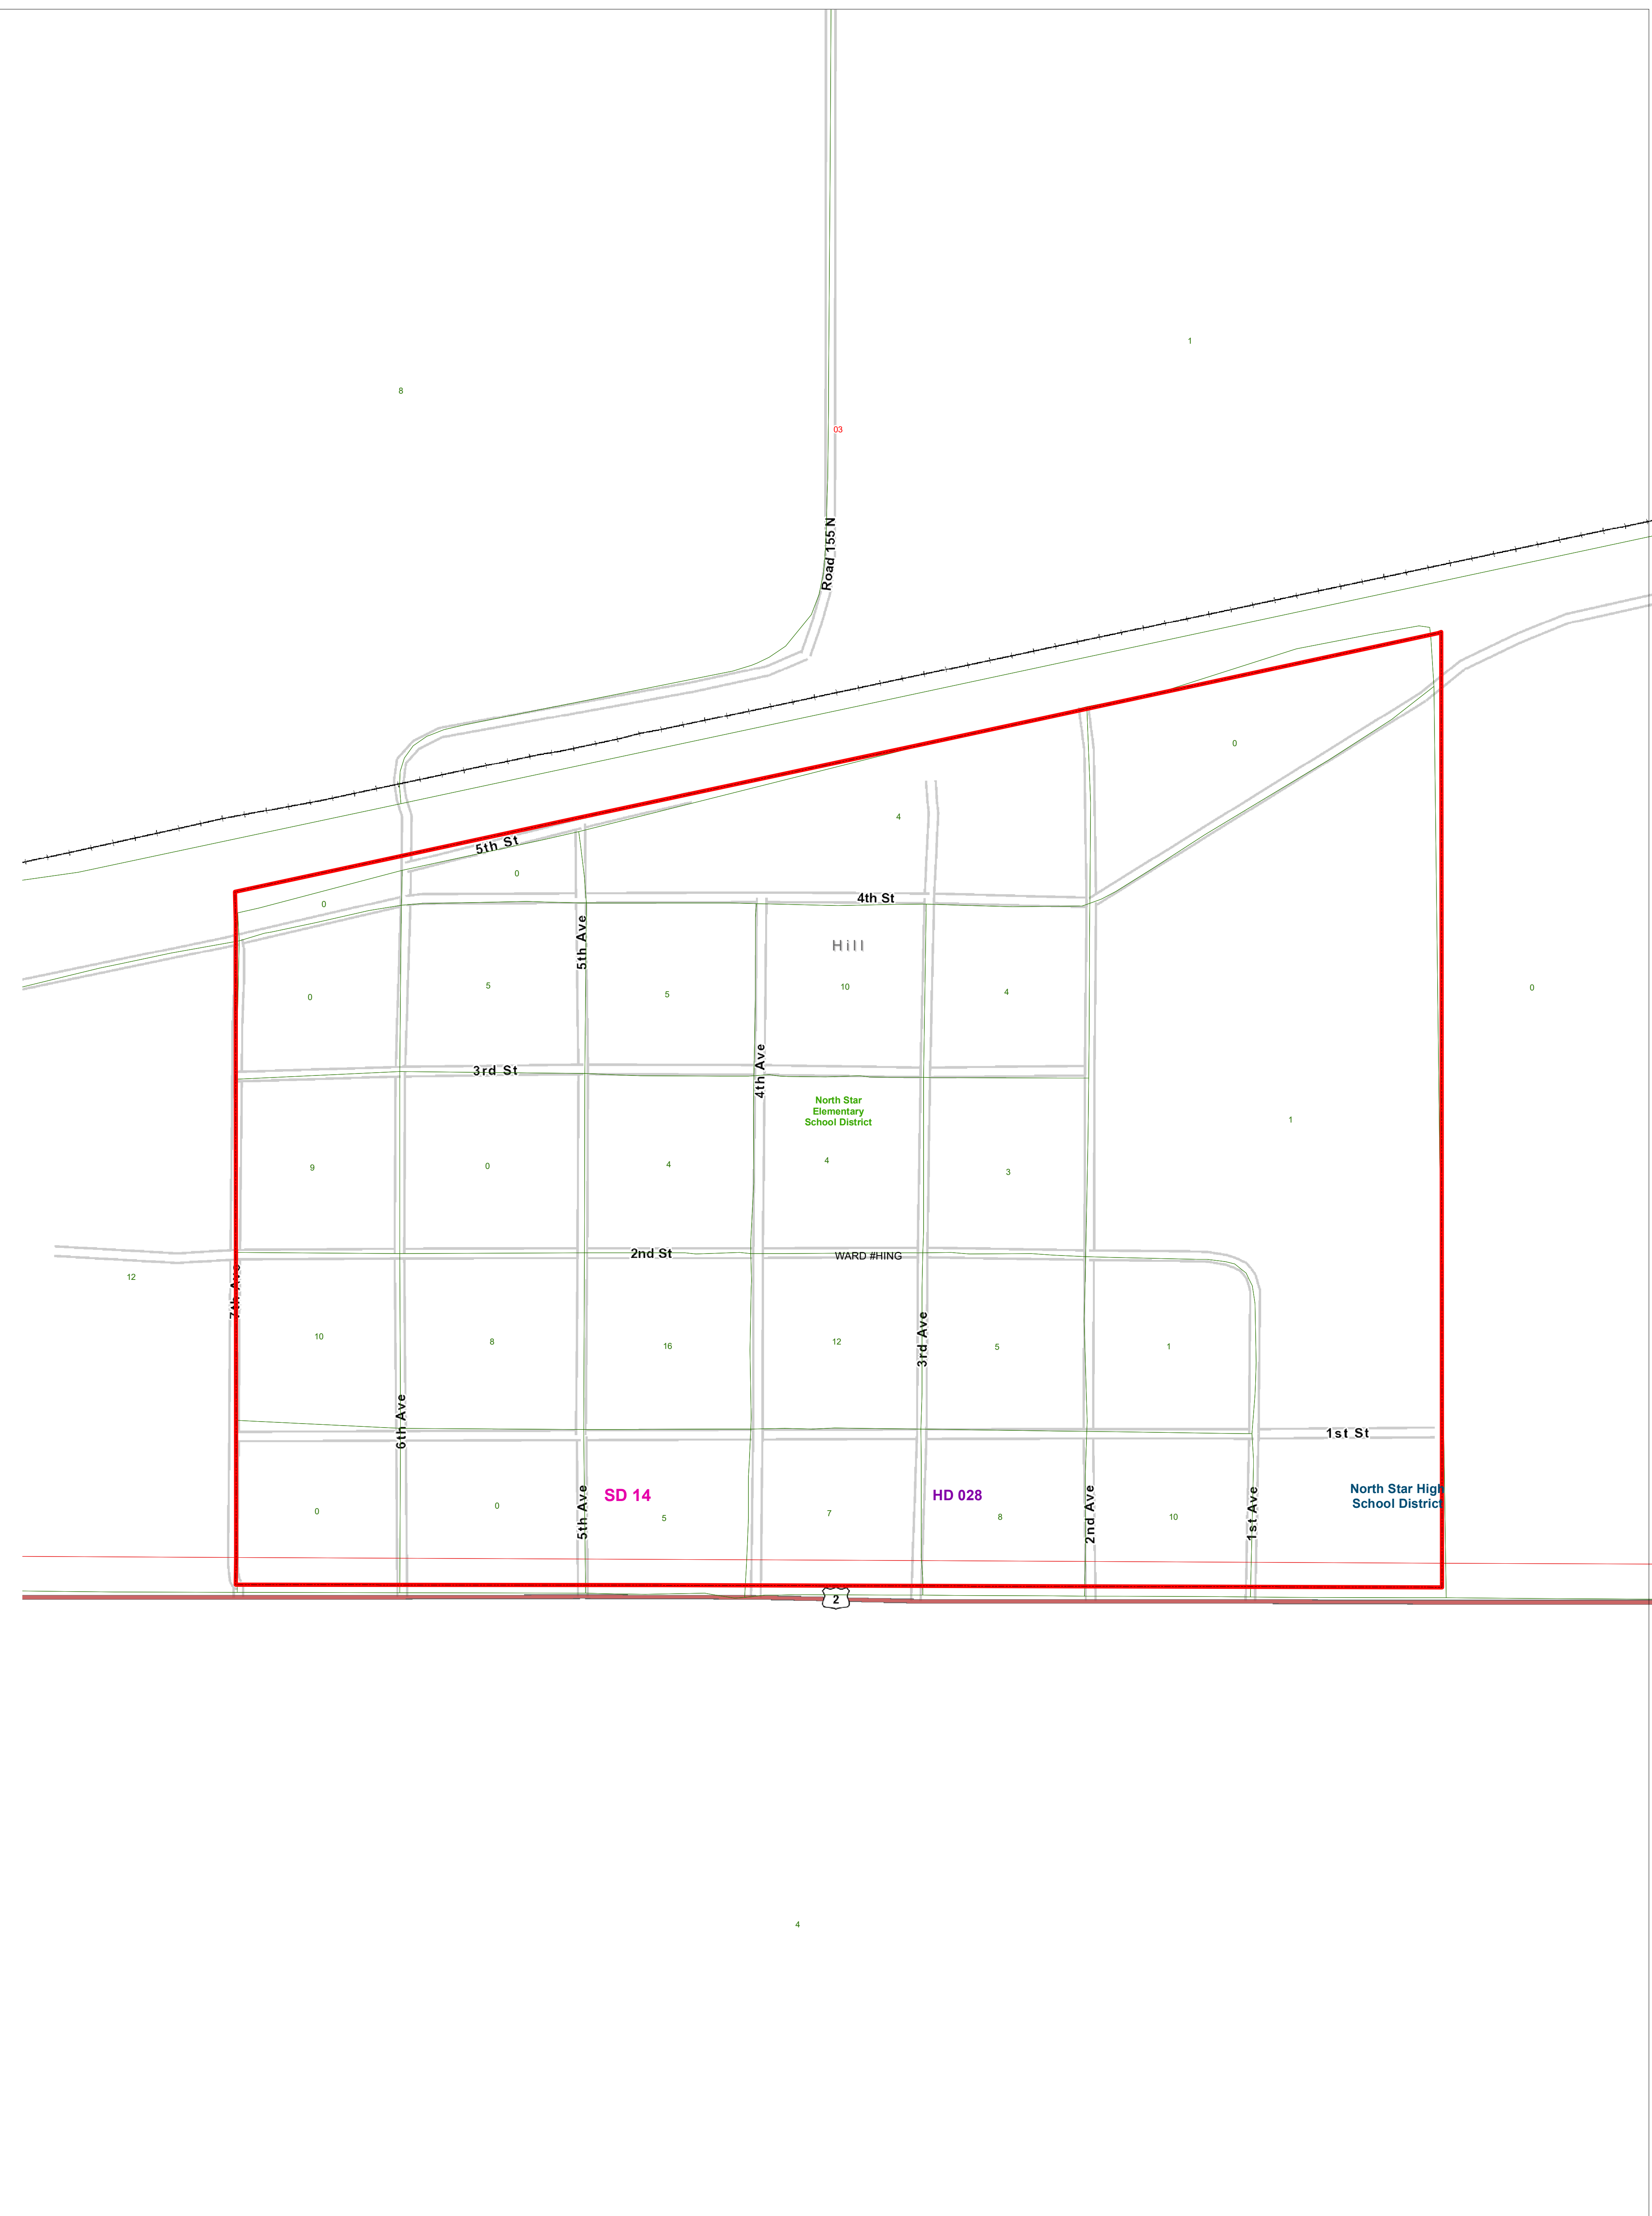 1
8
03
Road 155 N
0
4
5th St
0
4th St
0
5th Ave
Hill
5
5
10
4
0
0
3rd St
4th Ave
North Star
Elementary
School District
1
9
0
4
4
3
2nd St
WARD #HING
12
7th Ave
10
8
16
12
3rd Ave
5
1
6th Ave
1st St
SD 14
HD 028
North Star High
School District
0
0
5th Ave
5
7
8
2nd Ave
10
1st Ave
2
4